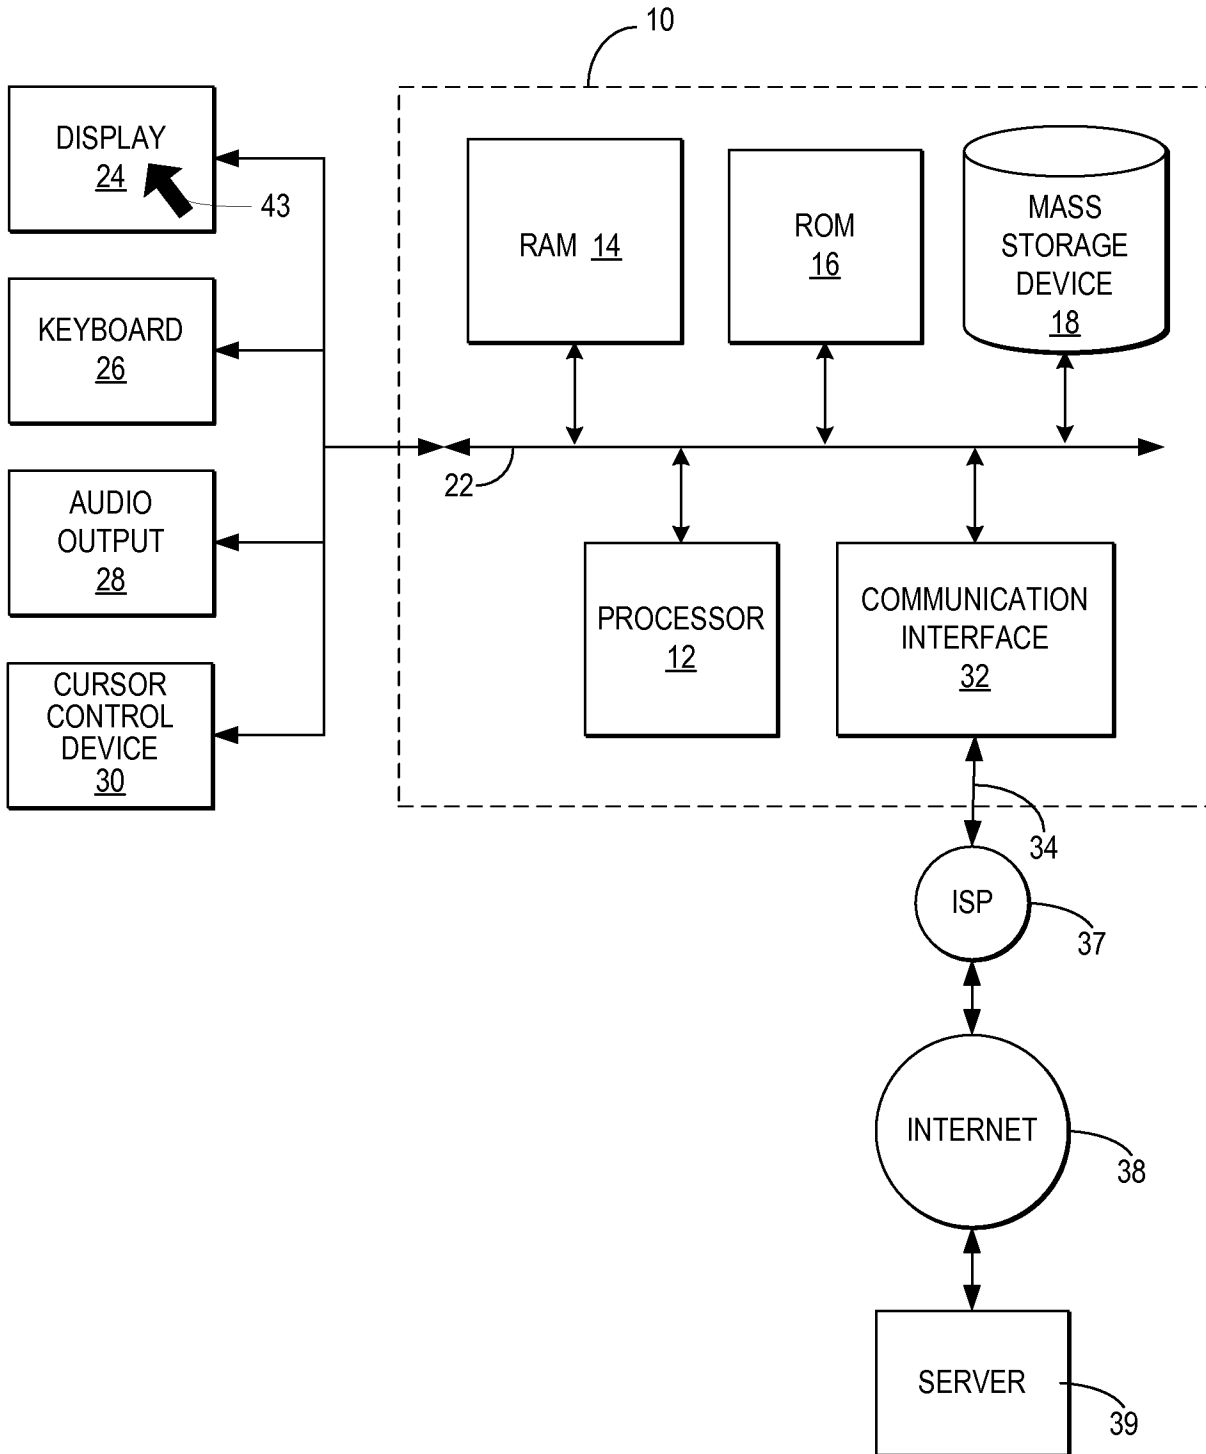 10
DISPLAY
24
43
KEYBOARD
26
AUDIO
OUTPUT
28
CURSOR
CONTROL
DEVICE
30
RAM 14
ROM
16
MASS
STORAGE
DEVICE
18
22
PROCESSOR
12
COMMUNICATION
INTERFACE
32
34
ISP
37
INTERNET
38
SERVER
39